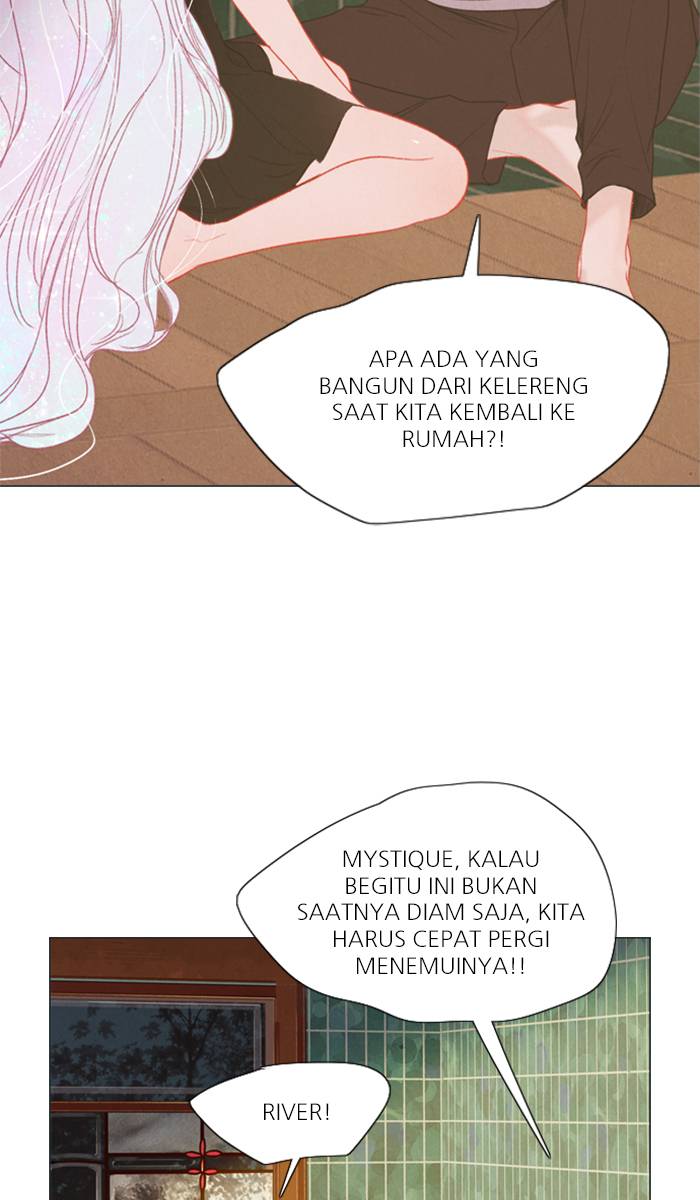 APA ADA YANG
BANGUN DARI KELERENG
SAAT KITA KEMBALI KE
RUMAH?!
MYSTIQUE, KALAU
BEGITU INI BUKAN
SAATNYA DIAM SAJA, KITA
HARUS CEPAT PERGI
MENEMUINYA!!
RIVER!